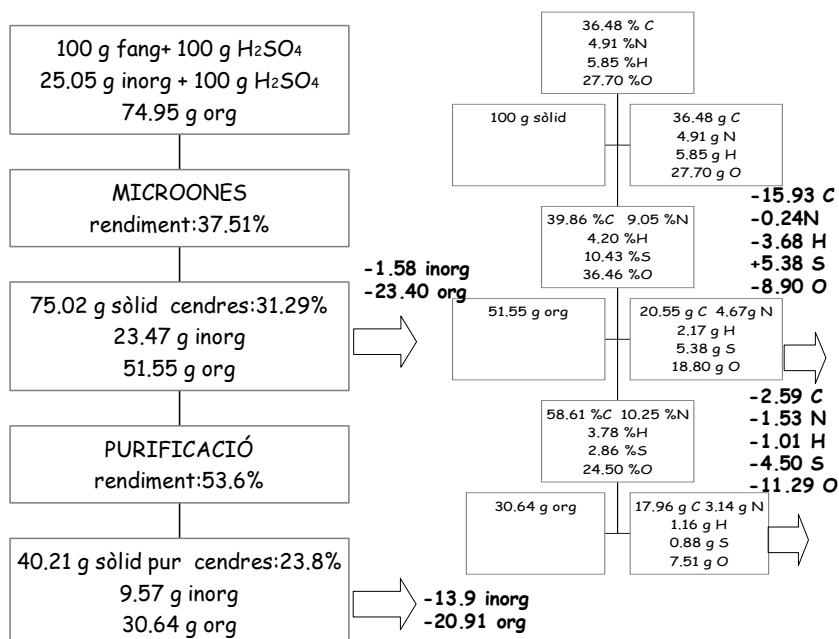 100 g fang+ 100 g H₂SO₄
25.05 g inorg + 100 g H₂SO₄
74.95 g org
MICROONES
rendiment:37.51%
75.02 g sòlid cendres:31.29%
23.47 g inorg
51.55 g org
-1.58 inorg
-23.40 org
PURIFICACIÓ
rendiment:53.6%
40.21 g sòlid pur cendres:23.8%
9.57 g inorg
30.64 g org
-13.9 inorg
-20.91 org
36.48 % C
4.91 %N
5.85 %H
27.70 %O
100 g sòlid
36.48 g C
4.91 g N
5.85 g H
27.70 g O
39.86 %C 9.05 %N
4.20 %H
10.43 %S
36.46 %O
-15.93 C
-0.24N
-3.68 H
+5.38 S
-8.90 O
51.55 g org
20.55 g C 4.67g N
2.17 g H
5.38 g S
18.80 g O
58.61 %C 10.25 %N
3.78 %H
2.86 %S
24.50 %O
-2.59 C
-1.53 N
-1.01 H
-4.50 S
-11.29 O
30.64 g org
17.96 g C 3.14 g N
1.16 g H
0.88 g S
7.51 g O